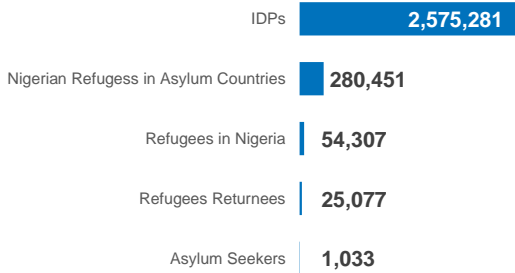 IDPs 2,575,281
Nigerian Refugess in Asylum Countries 280,451
Refugees in Nigeria 54,307
Refugees Returnees 25,077
Asylum Seekers 1,033